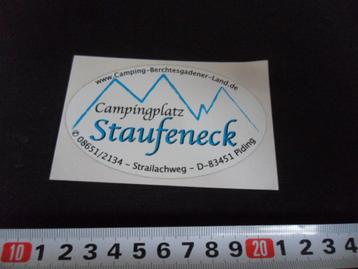 www.Camping-Berchtesgadener-Land.de
Campingplatz
Staufeneck
✆ 08651/2134 - Strailachweg - D-83451 Piding
10 1 2 3 4 5 6 7 8 9 20 1 2 3 4